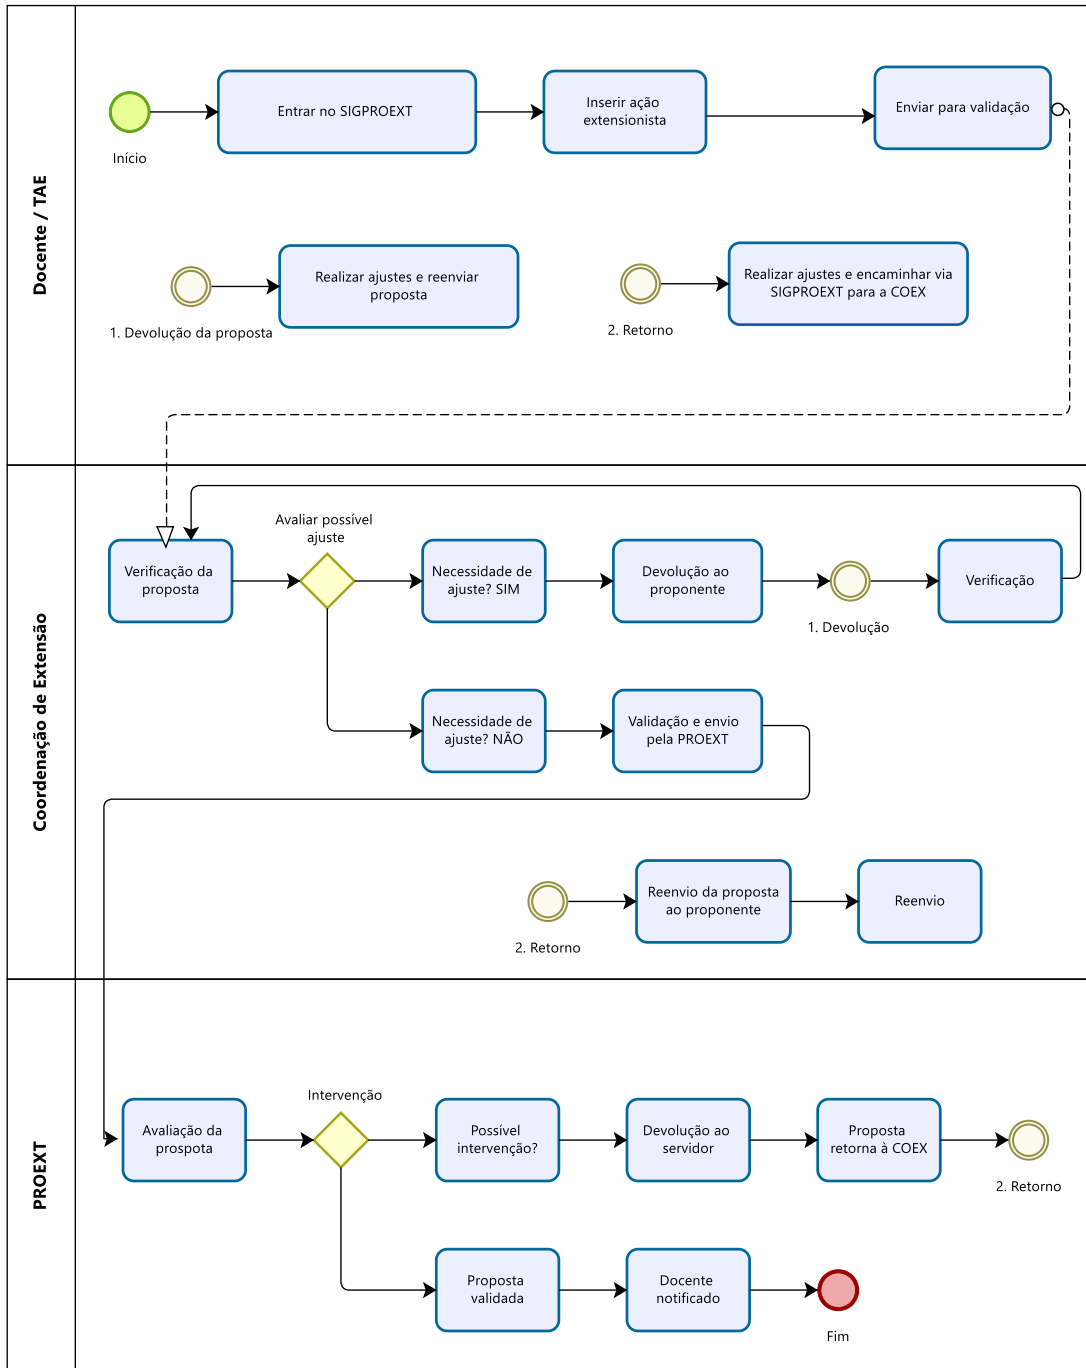 Docente / TAE
Entrar no SIGPROEXT
Inserir ação
extensionista
Enviar para validação
Início
Realizar ajustes e reenviar
proposta
1. Devolução da proposta
Realizar ajustes e encaminhar via
SIGPROEXT para a COEX
2. Retorno
Coordenação de Extensão
Verificação da
proposta
Avaliar possível
ajuste
Necessidade de
ajuste? SIM
Devolução ao
proponente
1. Devolução
Verificação
Necessidade de
ajuste? NÃO
Validação e envio
pela PROEXT
2. Retorno
Reenvio da proposta
ao proponente
Reenvio
PROEXT
Avaliação da
prospota
Intervenção
Possível
intervenção?
Devolução ao
servidor
Proposta
retorna à COEX
2. Retorno
Proposta
validada
Docente
notificado
Fim